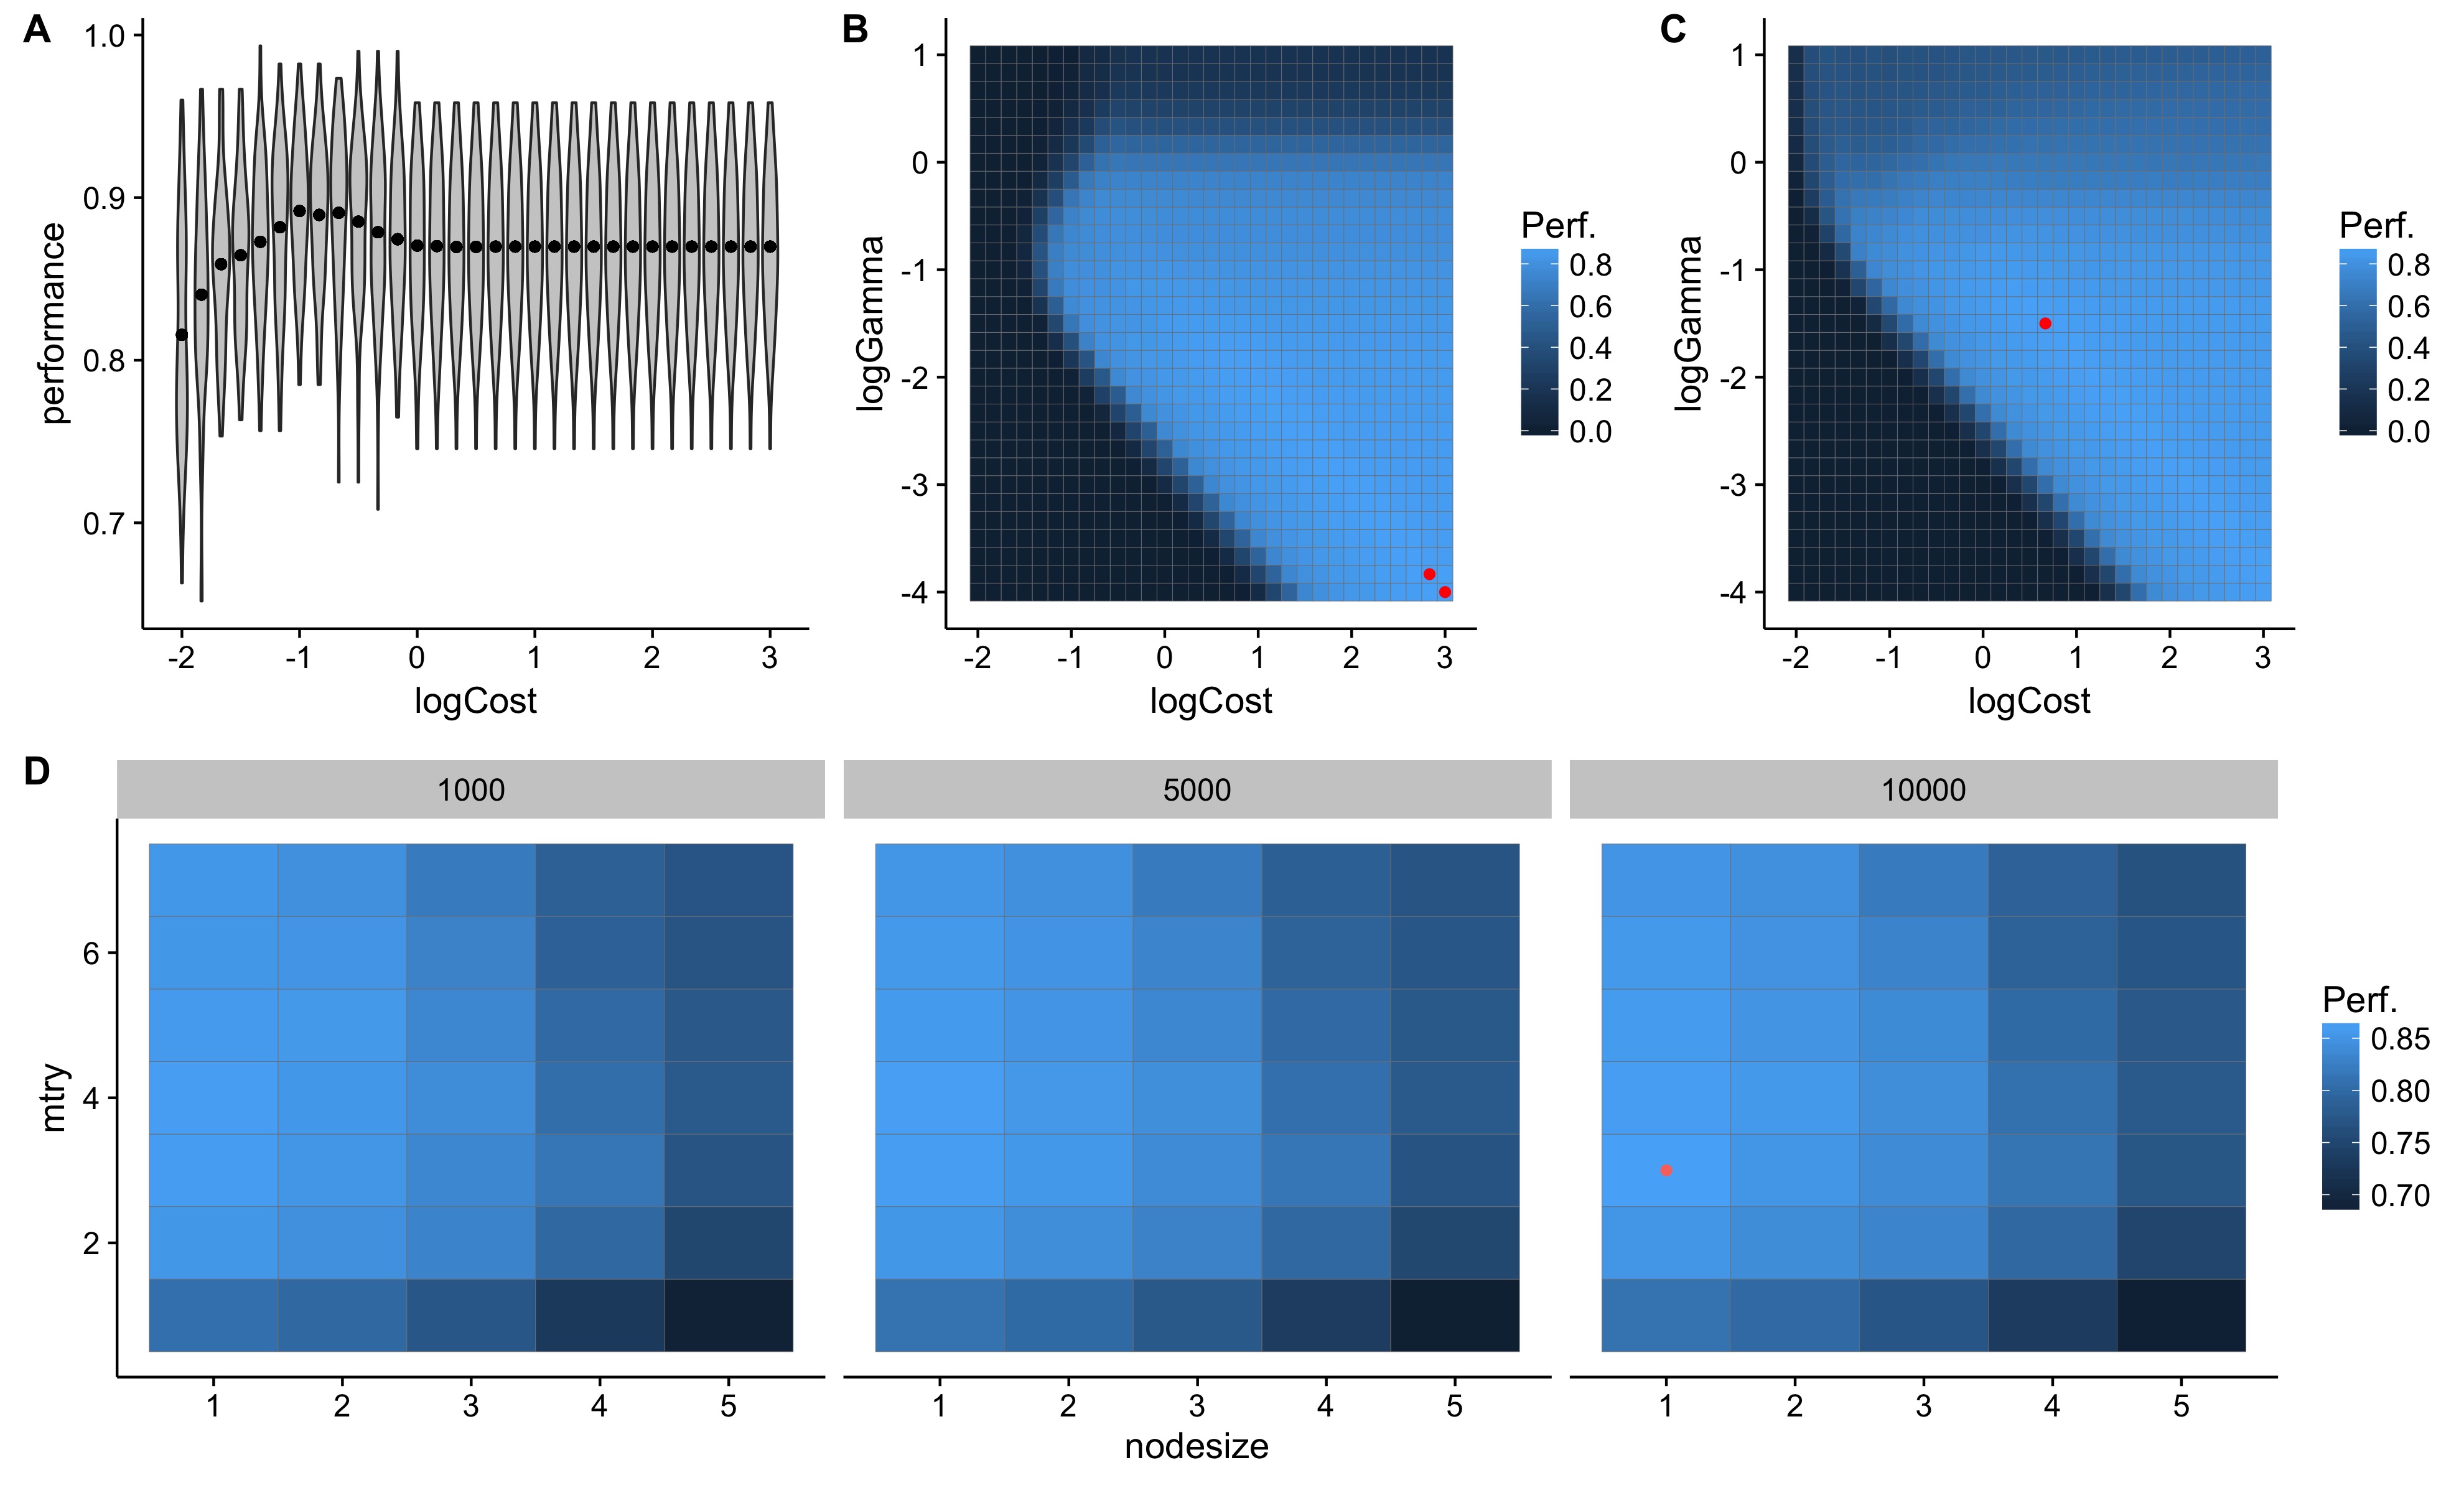 A
1.0
0.9
0.8
0.7
performance
-2 -1 0 1 2 3
logCost
B
1
0
-1
-2
-3
-4
logGamma
-2 -1 0 1 2 3
logCost
Perf.
0.8
0.6
0.4
0.2
0.0
C
1
0
-1
-2
-3
-4
logGamma
-2 -1 0 1 2 3
logCost
Perf.
0.8
0.6
0.4
0.2
0.0
D
1000 5000 10000
6
4
2
mtry
1 2 3 4 5 1 2 3 4 5 1 2 3 4 5
nodesize
Perf.
0.85
0.80
0.75
0.70